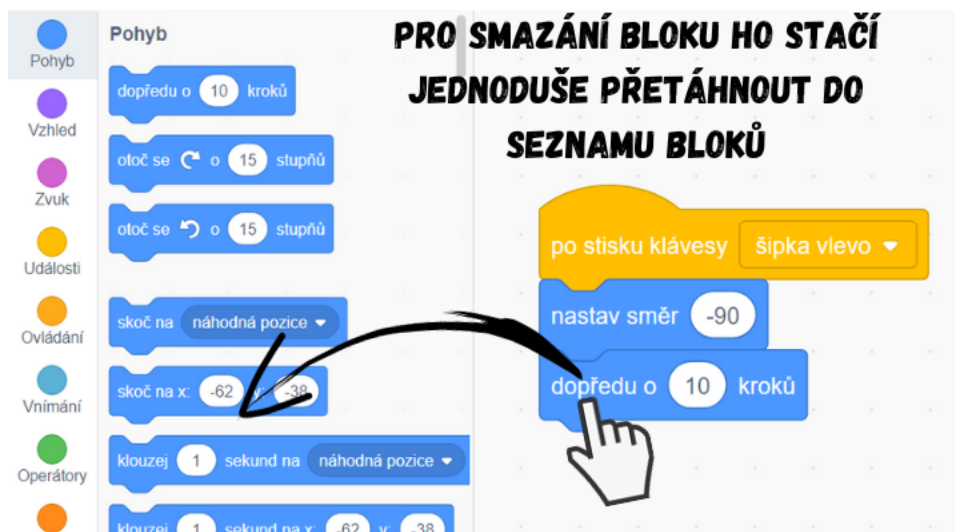 Pohyb
Vzhled
Zvuk
Události
Ovládání
Vnímání
Operátory
Pohyb
dopředu o 10 kroků
otoč se o 15 stupňů
otoč se o 15 stupňů
skoč na náhodná pozice
skoč na x: -62 y: -38
klouzej 1 sekund na náhodná pozice
klouzej 1 sekund na x: -62 y: -38
PRO SMAZÁNÍ BLOKU HO STAČÍ
JEDNODUŠE PŘETÁHNOUT DO
SEZNAMU BLOKŮ
po stisku klávesy šipka vlevo
nastav směr -90
dopředu o 10 kroků